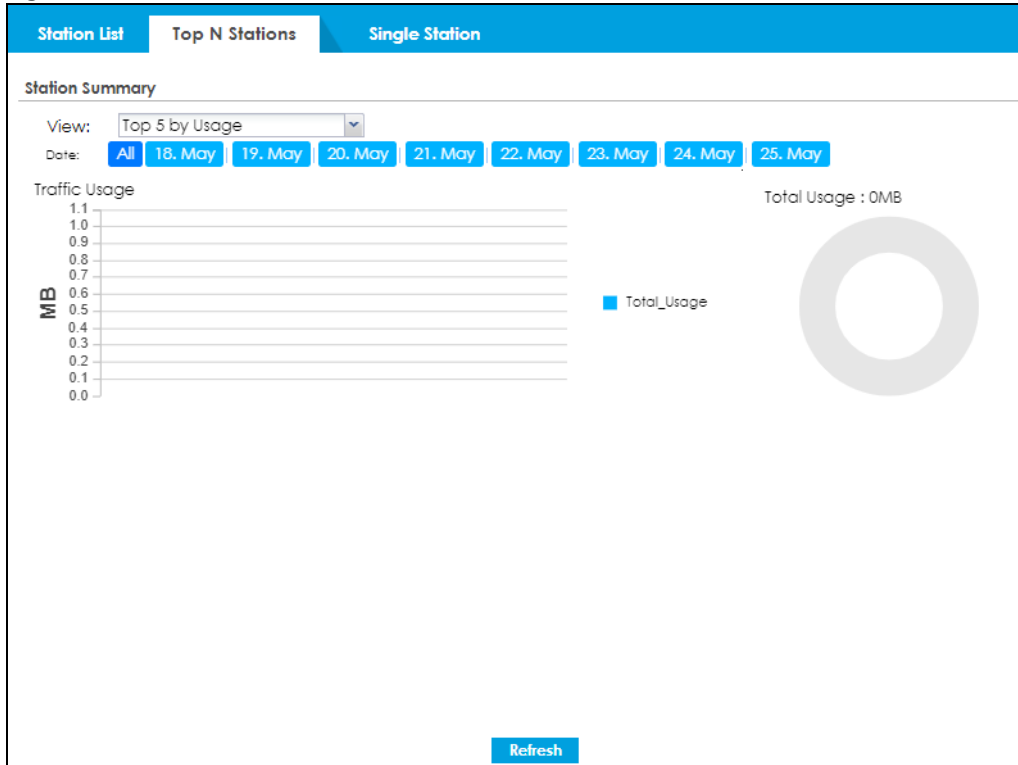 Station List Top N Stations Single Station
Station Summary
View: Top 5 by Usage
Date: All 18. May 19. May 20. May 21. May 22. May 23. May 24. May 25. May
Traffic Usage
Total Usage : 0MB
1.1
1.0
0.9
0.8
0.7
0.6
0.5
0.4
0.3
0.2
0.1
0.0
MB
Total_Usage
Refresh